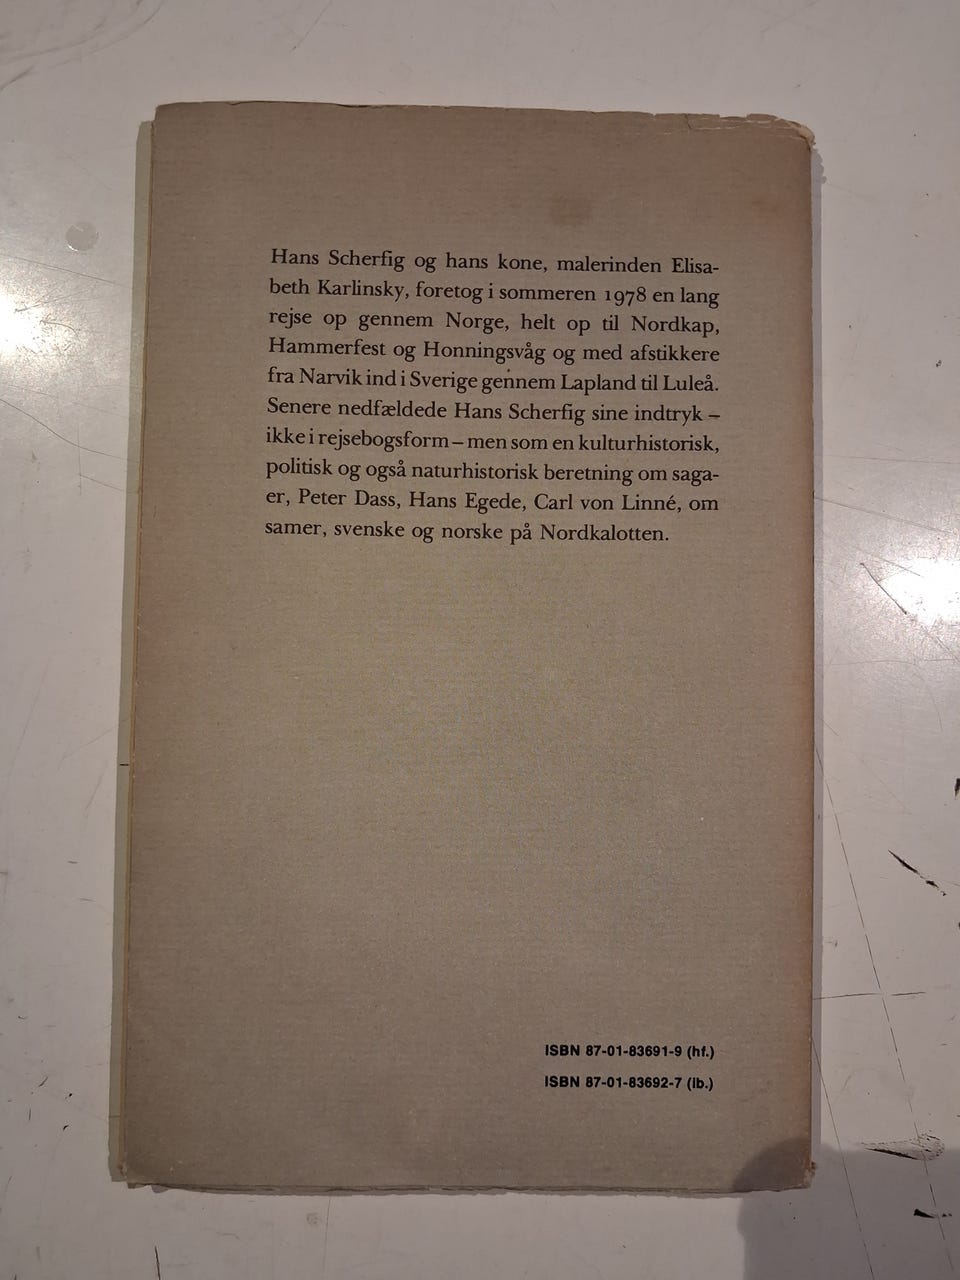 Hans Scherfig og hans kone, malerinden Elisa-
beth Karlinsky, foretog i sommeren 1978 en lang
rejse op gennem Norge, helt op til Nordkap,
Hammerfest og Honningsvåg og med afstikkere
fra Narvik ind i Sverige gennem Lapland til Luleå.
Senere nedfældede Hans Scherfig sine indtryk –
ikke i rejsebogsform – men som en kulturhistorisk,
politisk og også naturhistorisk beretning om saga-
er, Peter Dass, Hans Egede, Carl von Linné, om
samer, svenske og norske på Nordkalotten.
ISBN 87-01-83691-9 (hf.)
ISBN 87-01-83692-7 (ib.)